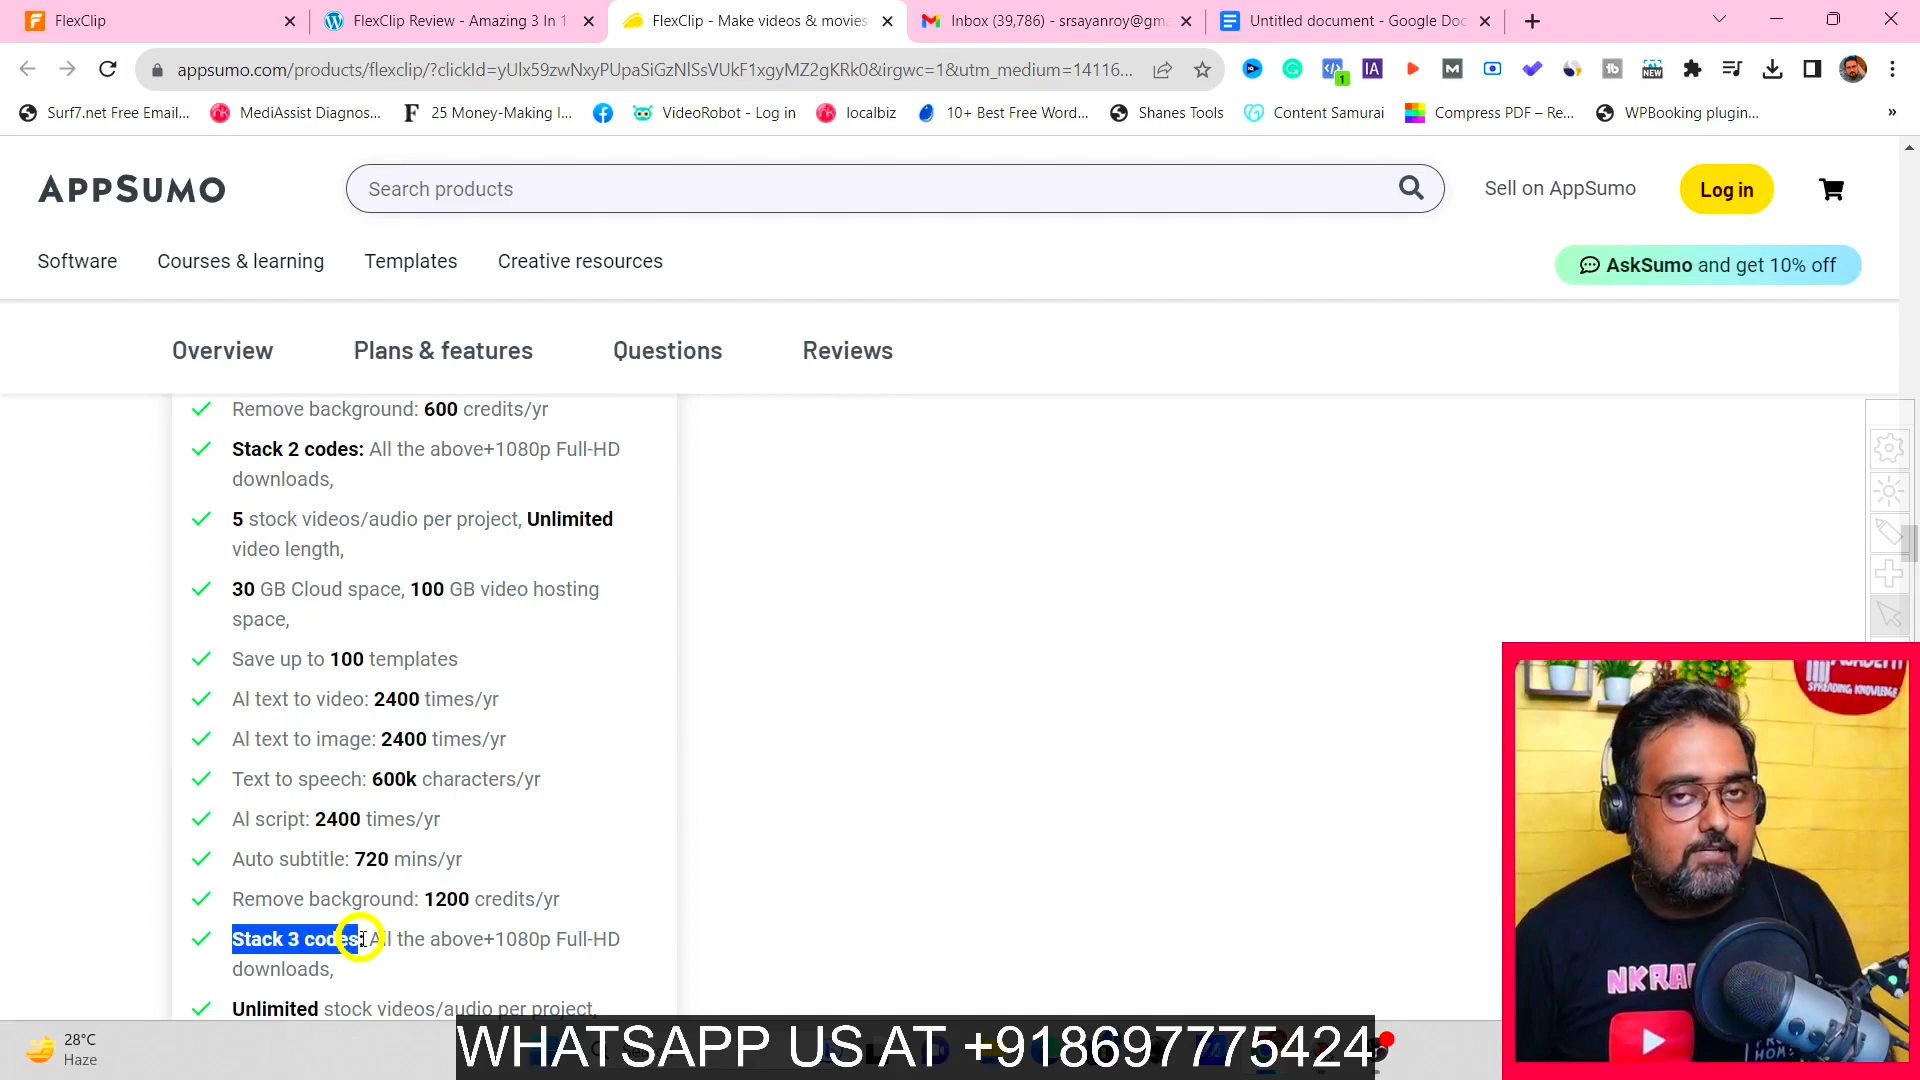 FlexClip
FlexClip Review - Amazing 3 In 1
FlexClip - Make videos & movies
Inbox (39,786) - srsayanroy@gma
Untitled document - Google Doc
appsumo.com/products/flexclip/?clickId=yUlx59zwNxyPUpaSiGzNlSsVUkF1xgyMZ2gKRk0&irgwc=1&utm_medium=14116...
Surf7.net Free Email...
MediAssist Diagnos...
25 Money-Making I...
VideoRobot - Log in
localbiz
10+ Best Free Word...
Shanes Tools
Content Samurai
Compress PDF – Re...
WPBooking plugin...
»
APPSUMO
Search products
Sell on AppSumo
Log in
Software
Courses & learning
Templates
Creative resources
AskSumo and get 10% off
Overview
Plans & features
Questions
Reviews
Remove background: 600 credits/yr
Stack 2 codes: All the above+1080p Full-HD
downloads,
5 stock videos/audio per project, Unlimited
video length,
30 GB Cloud space, 100 GB video hosting
space,
Save up to 100 templates
AI text to video: 2400 times/yr
AI text to image: 2400 times/yr
Text to speech: 600k characters/yr
AI script: 2400 times/yr
Auto subtitle: 720 mins/yr
Remove background: 1200 credits/yr
Stack 3 codes: All the above+1080p Full-HD
downloads,
Unlimited stock videos/audio per project,
SPREADING KNOWLEDGE
28°C
Haze
WHATSAPP US AT +918697775424